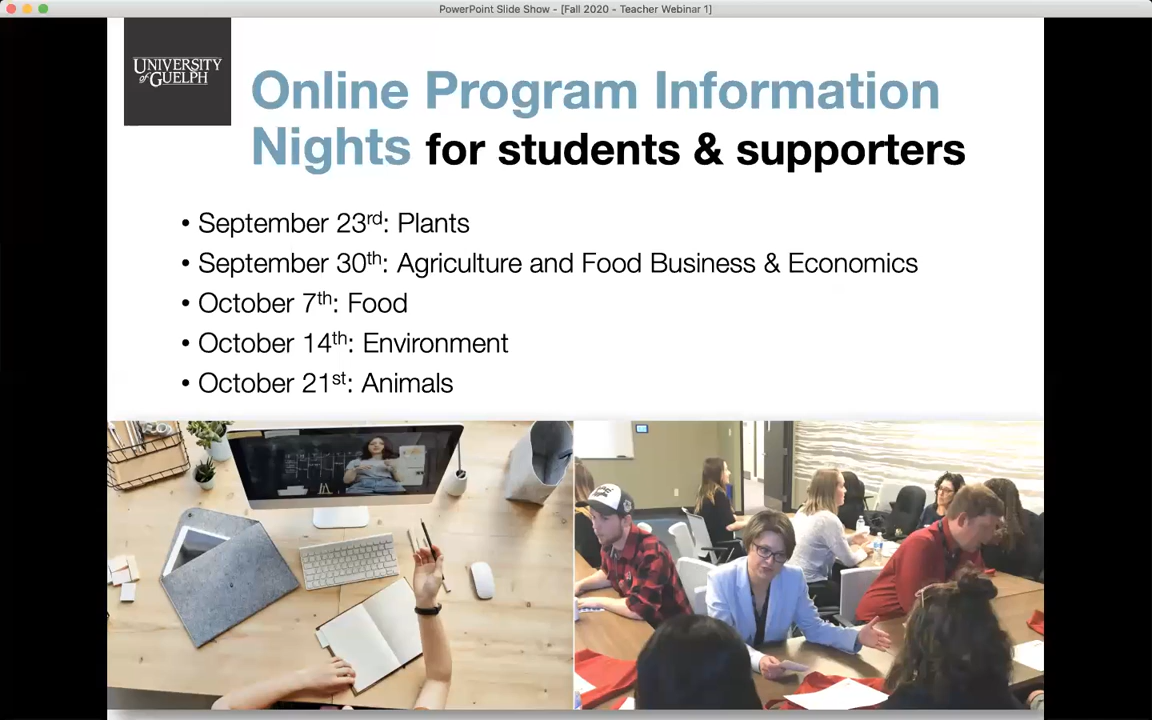 PowerPoint Slide Show - [Fall 2020 - Teacher Webinar 1]
UNIVERSITY
of GUELPH
Online Program Information
Nights for students & supporters
• September 23rd: Plants
• September 30th: Agriculture and Food Business & Economics
• October 7th: Food
• October 14th: Environment
• October 21st: Animals